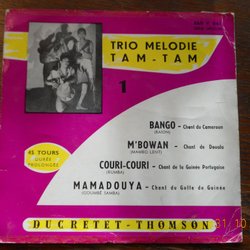 TRIO MELODIE
TAM-TAM
1
45 TOURS
DURÉE
PROLONGÉE
BANGO - Chant du Cameroun
(BAION)
M'BOWAN - Chant de Douala
(MAMBO LENT)
COURI-COURI - Chant de la Guinée Portugaise
(RUMBA)
MAMADOUYA - Chant du Golfe de Guinée
(GOUMBÉ SAMBA)
DUCRETET-THOMSON